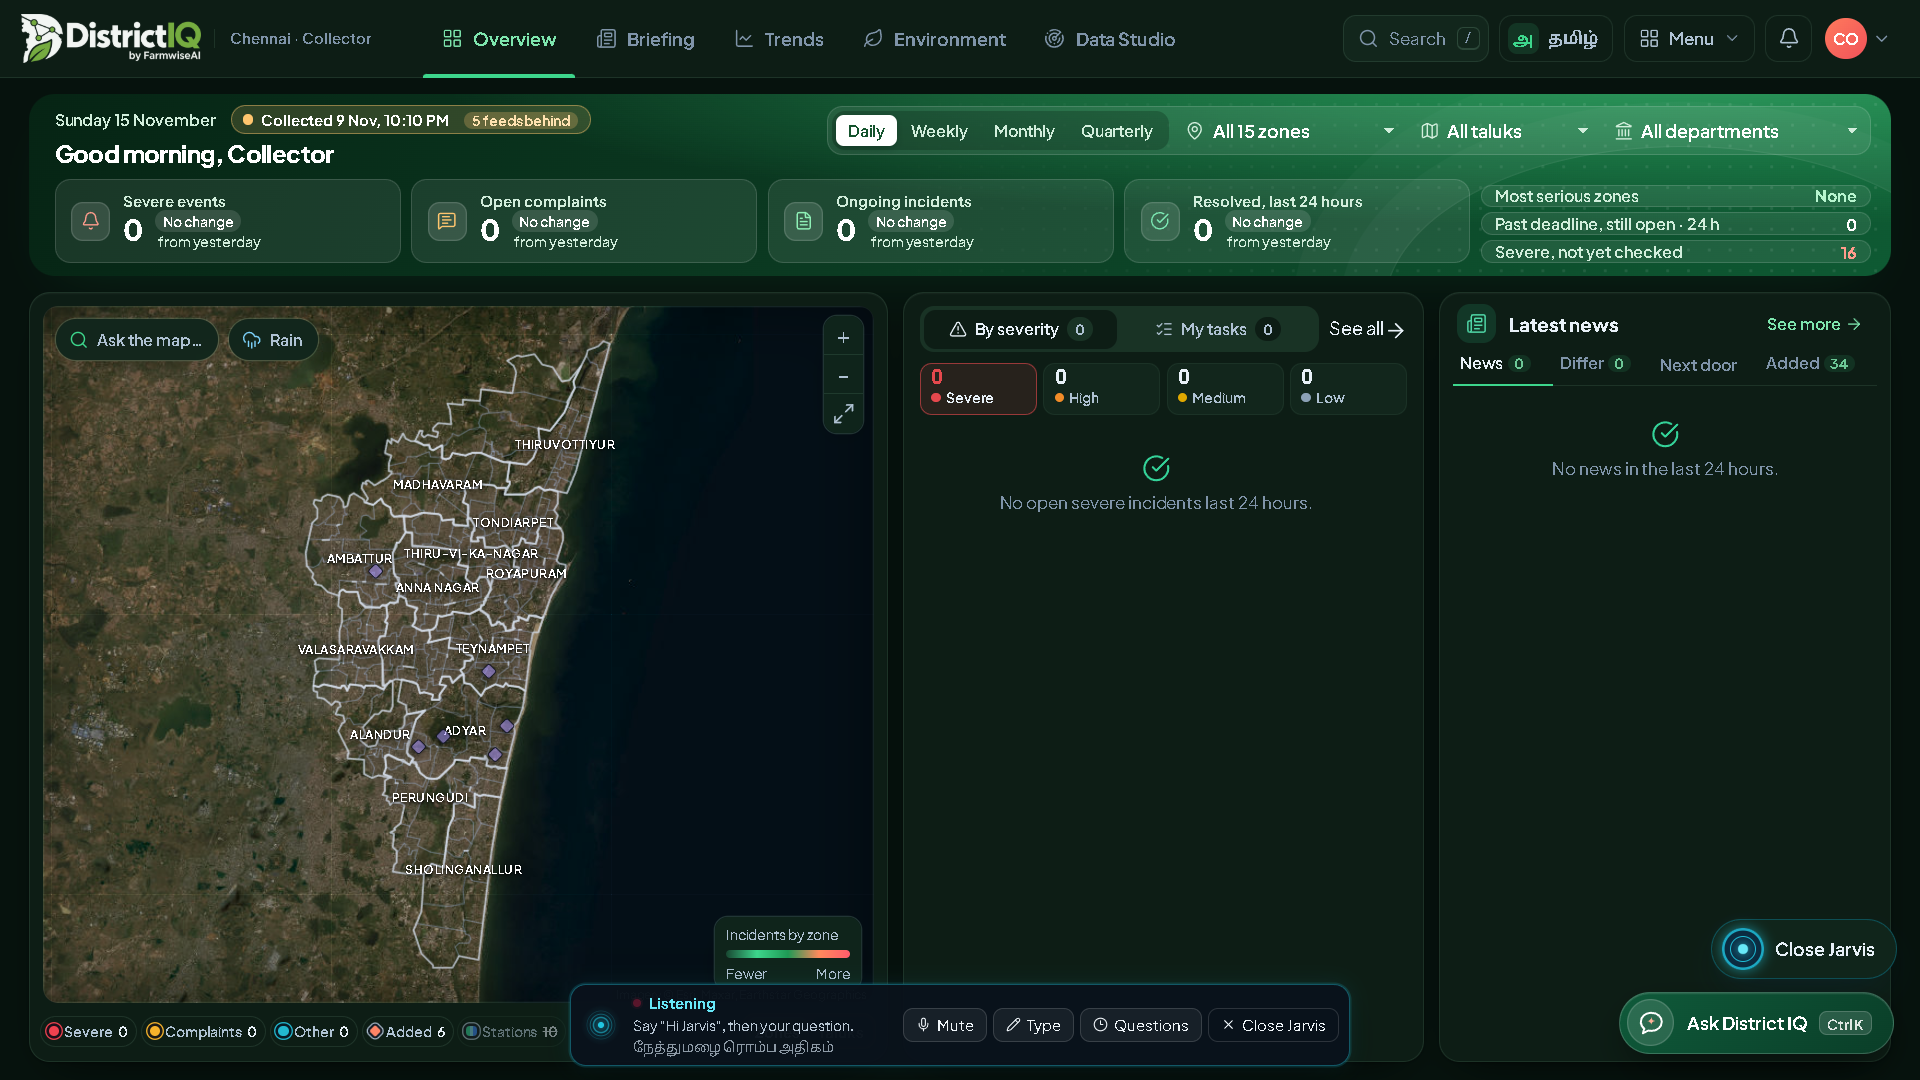 DistrictIQ
by FarmwiseAI
Chennai · Collector
Overview
Briefing
Trends
Environment
Data Studio
Search /
அ தமிழ்
Menu
CO
Sunday 15 November
Collected 9 Nov, 10:10 PM 5 feeds behind
Good morning, Collector
Daily Weekly Monthly Quarterly
All 15 zones
All taluks
All departments
Severe events
0 No change
from yesterday
Open complaints
0 No change
from yesterday
Ongoing incidents
0 No change
from yesterday
Resolved, last 24 hours
0 No change
from yesterday
Most serious zones None
Past deadline, still open · 24 h 0
Severe, not yet checked 16
Ask the map...
Rain
+
−
THIRUVOTTIYUR
MADHAVARAM
TONDIARPET
AMBATTUR
THIRU-VI-KA-NAGAR
ROYAPURAM
ANNA NAGAR
VALASARAVAKKAM
TEYNAMPET
ALANDUR
ADYAR
PERUNGUDI
SHOLINGANALLUR
Incidents by zone
Fewer More
Severe 0
Complaints 0
Other 0
Added 6
Stations 10
By severity 0
My tasks 0
See all
0
Severe
0
High
0
Medium
0
Low
No open severe incidents last 24 hours.
Latest news
See more
News 0
Differ 0
Next door
Added 34
No news in the last 24 hours.
Listening
Say "Hi Jarvis", then your question.
நேத்து மழை ரொம்ப அதிகம்
Mute
Type
Questions
Close Jarvis
Close Jarvis
Ask District IQ Ctrl K